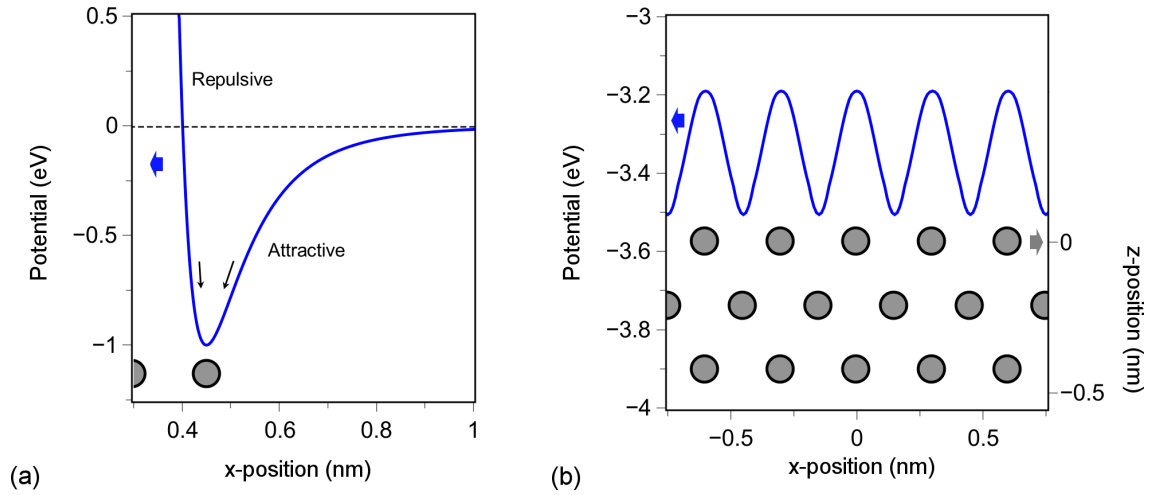 0.5
0
−0.5
−1
Potential (eV)
Repulsive
Attractive
0.4
0.6
0.8
1
x-position (nm)
(a)
−3
−3.2
−3.4
−3.6
−3.8
−4
Potential (eV)
0
−0.5
z-position (nm)
−0.5
0
0.5
x-position (nm)
(b)